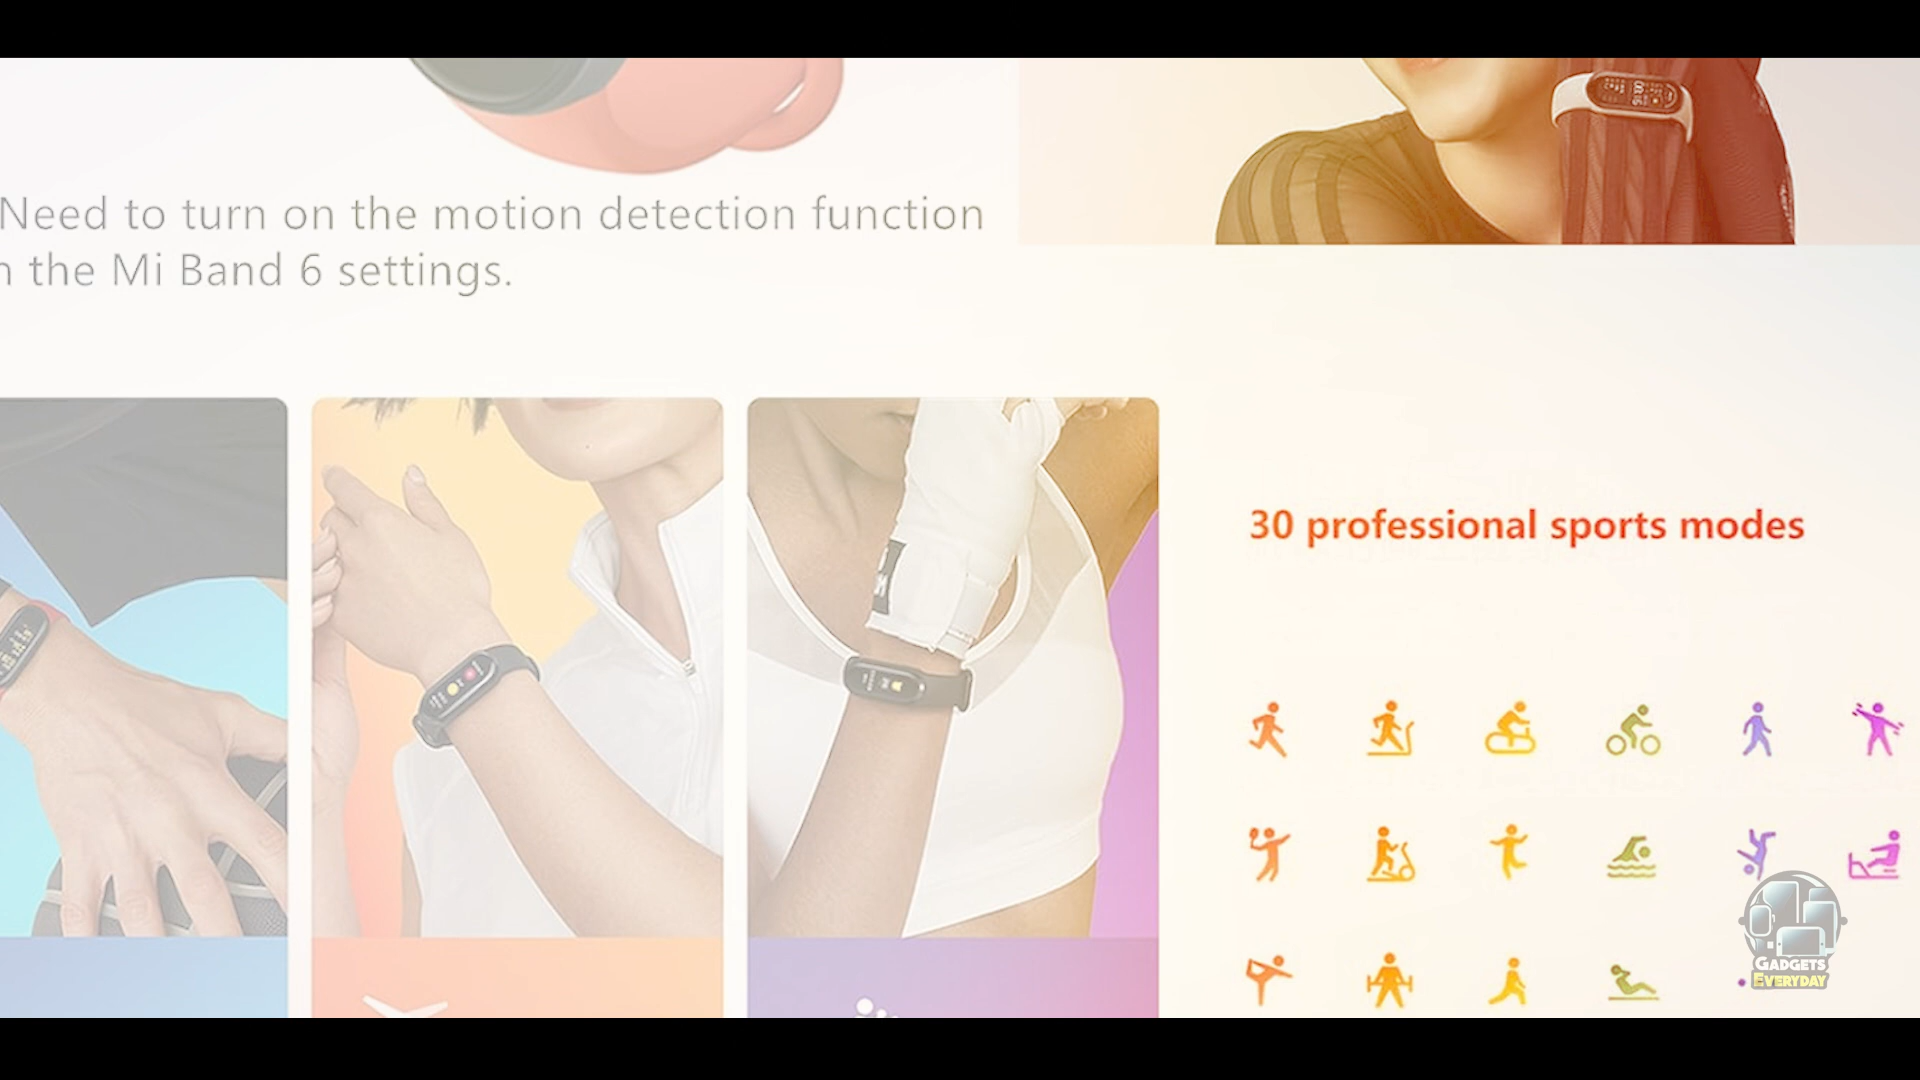 Need to turn on the motion detection function
the Mi Band 6 settings.
30 professional sports modes
GADGETS
EVERYDAY